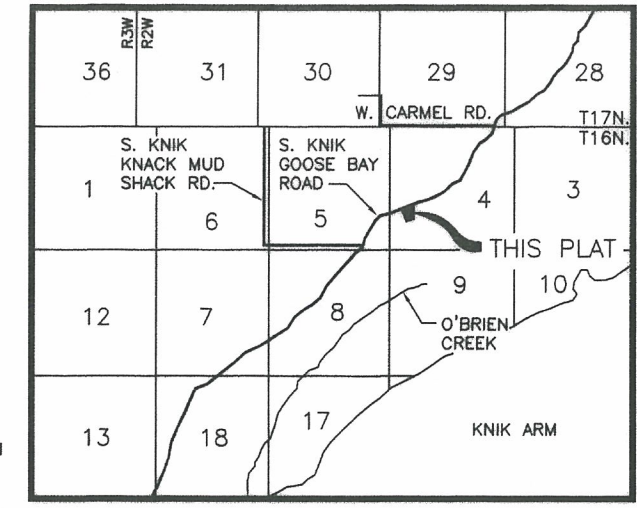 R3W
R2W
36
31
30
29
28
W. CARMEL RD.
T17N.
T16N.
S. KNIK
KNACK MUD
SHACK RD.
S. KNIK
GOOSE BAY
ROAD
1
6
5
4
3
THIS PLAT
12
7
8
9
10
O'BRIEN
CREEK
13
18
17
KNIK ARM